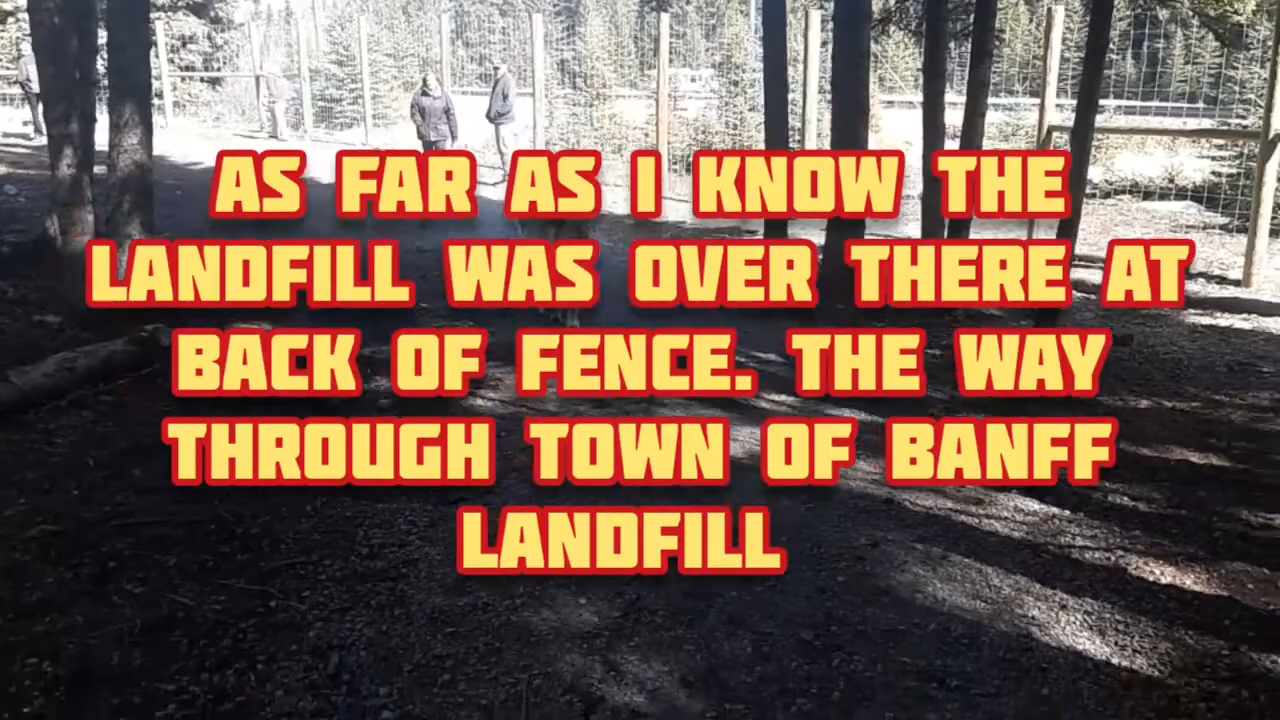 AS FAR AS I KNOW THE
LANDFILL WAS OVER THERE AT
BACK OF FENCE. THE WAY
THROUGH TOWN OF BANFF
LANDFILL